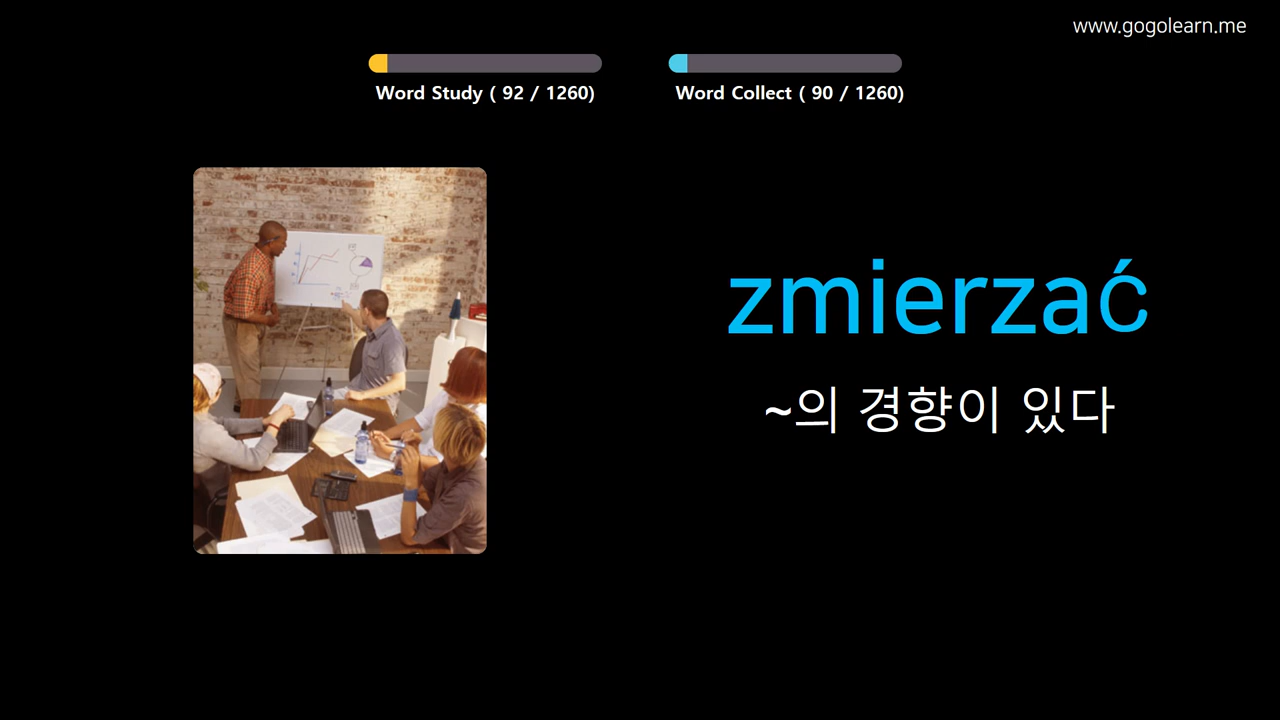 www.gogolearn.me
Word Study ( 92 / 1260)
Word Collect ( 90 / 1260)
zmierzać
~의 경향이 있다